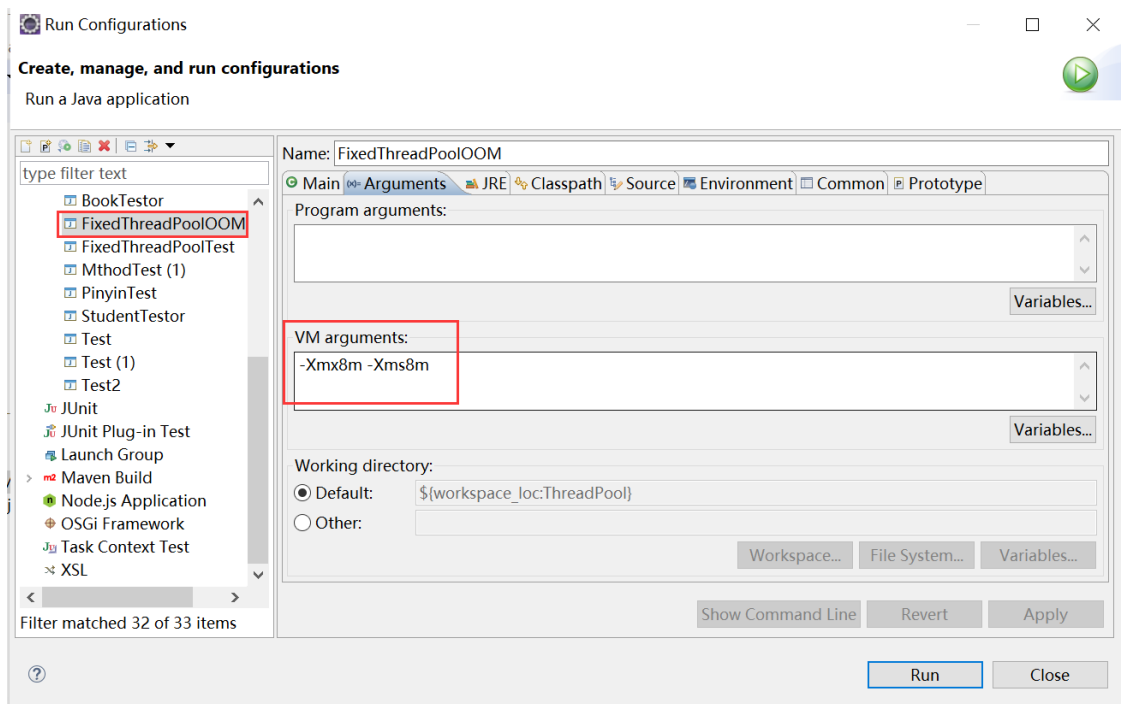 Run Configurations
Create, manage, and run configurations
Run a Java application
type filter text
BookTestor
FixedThreadPoolOOM
FixedThreadPoolTest
MthodTest (1)
PinyinTest
StudentTestor
Test
Test (1)
Test2
JUnit
JUnit Plug-in Test
Launch Group
Maven Build
Node.js Application
OSGi Framework
Task Context Test
XSL
Filter matched 32 of 33 items
Name: FixedThreadPoolOOM
Main Arguments JRE Classpath Source Environment Common Prototype
Program arguments:
Variables...
VM arguments:
-Xmx8m -Xms8m
Variables...
Working directory:
Default: ${workspace_loc:ThreadPool}
Other:
Workspace... File System... Variables...
Show Command Line Revert Apply
Run Close